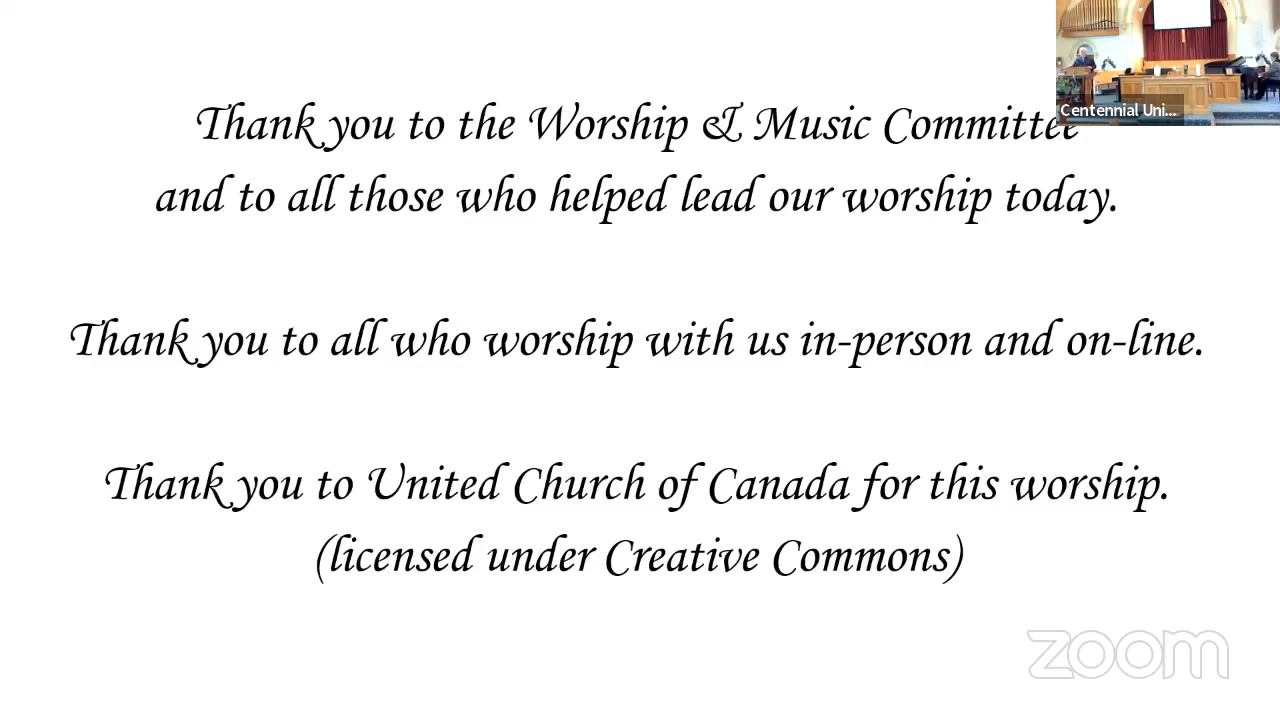 Centennial Uni...
Thank you to the Worship & Music Committee
and to all those who helped lead our worship today.
Thank you to all who worship with us in-person and on-line.
Thank you to United Church of Canada for this worship.
(licensed under Creative Commons)
zoom